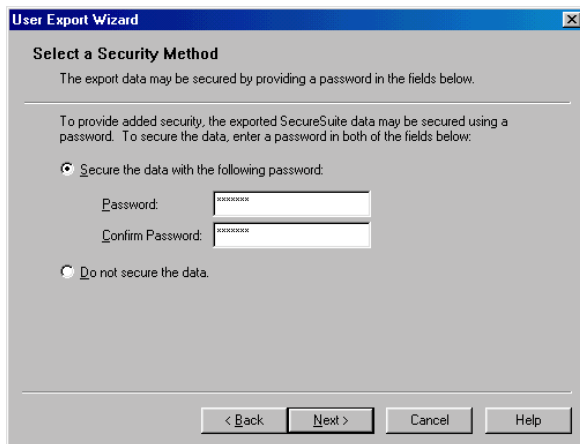 User Export Wizard
Select a Security Method
The export data may be secured by providing a password in the fields below.
To provide added security, the exported SecureSuite data may be secured using a
password. To secure the data, enter a password in both of the fields below:
Secure the data with the following password:
Password: xxxxxxx
Confirm Password: xxxxxxx
Do not secure the data.
< Back Next > Cancel Help